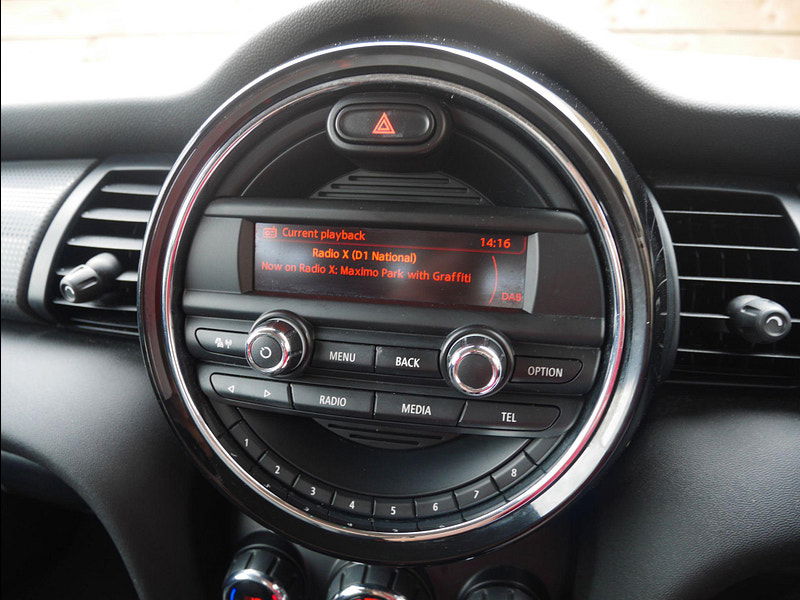 Current playback 14:16
Radio X (D1 National)
Now on Radio X: Maximo Park with Graffiti
DAB
MENU BACK OPTION
RADIO MEDIA TEL
1 2 3 4 5 6 7 8